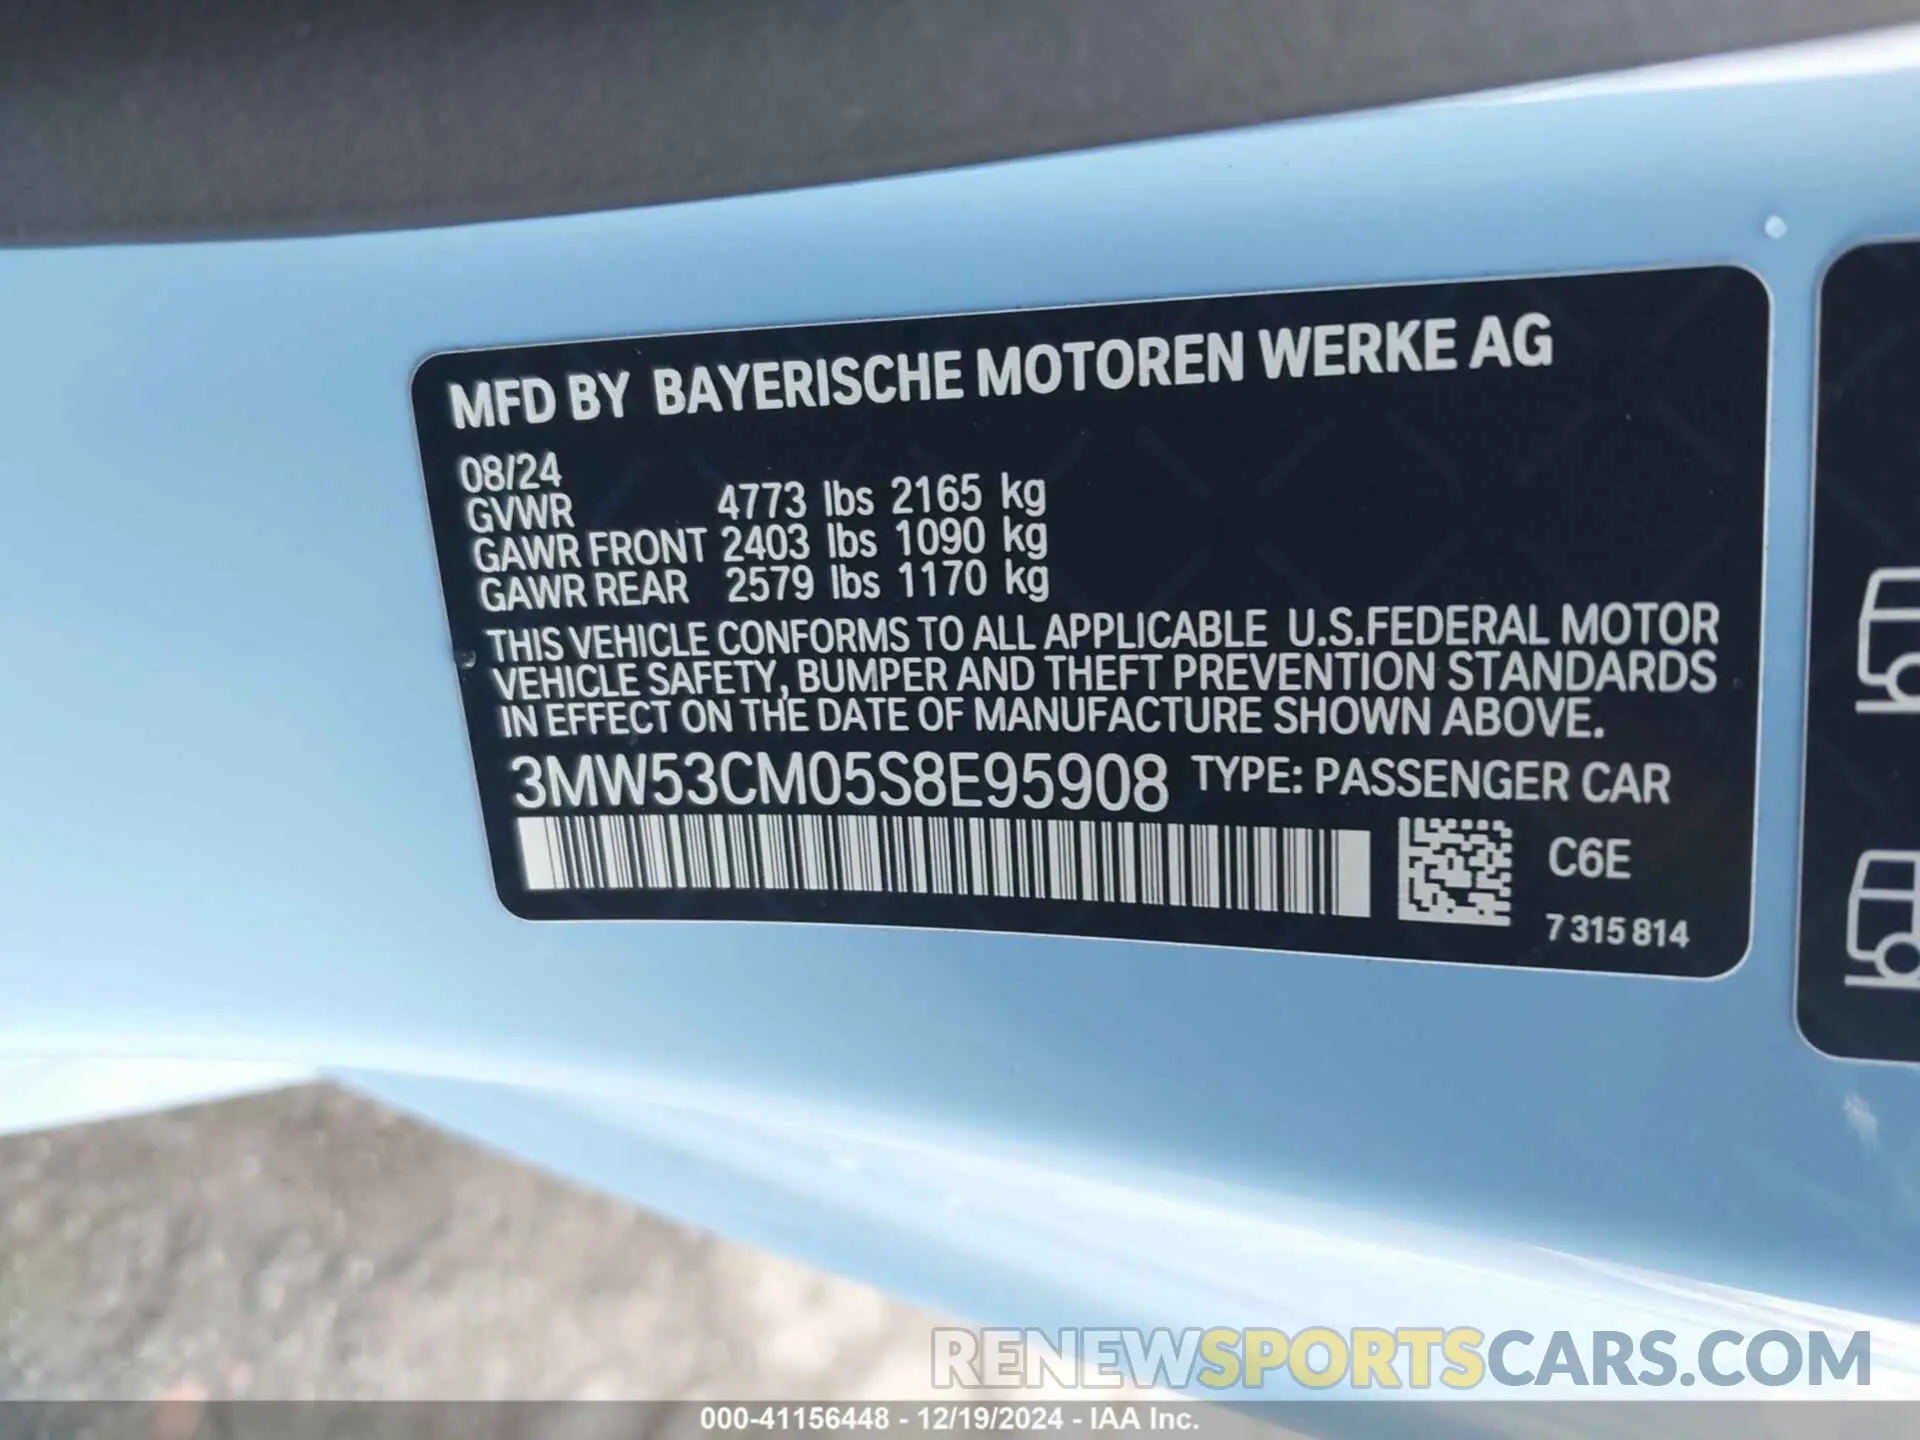 MFD BY BAYERISCHE MOTOREN WERKE AG
08/24
GVWR 4773 lbs 2165 kg
GAWR FRONT 2403 lbs 1090 kg
GAWR REAR 2579 lbs 1170 kg
THIS VEHICLE CONFORMS TO ALL APPLICABLE U.S.FEDERAL MOTOR
VEHICLE SAFETY, BUMPER AND THEFT PREVENTION STANDARDS
IN EFFECT ON THE DATE OF MANUFACTURE SHOWN ABOVE.
3MW53CM05S8E95908 TYPE: PASSENGER CAR
C6E
7 315 814
RENEWSPORTSCARS.COM
000-41156448 - 12/19/2024 - IAA Inc.